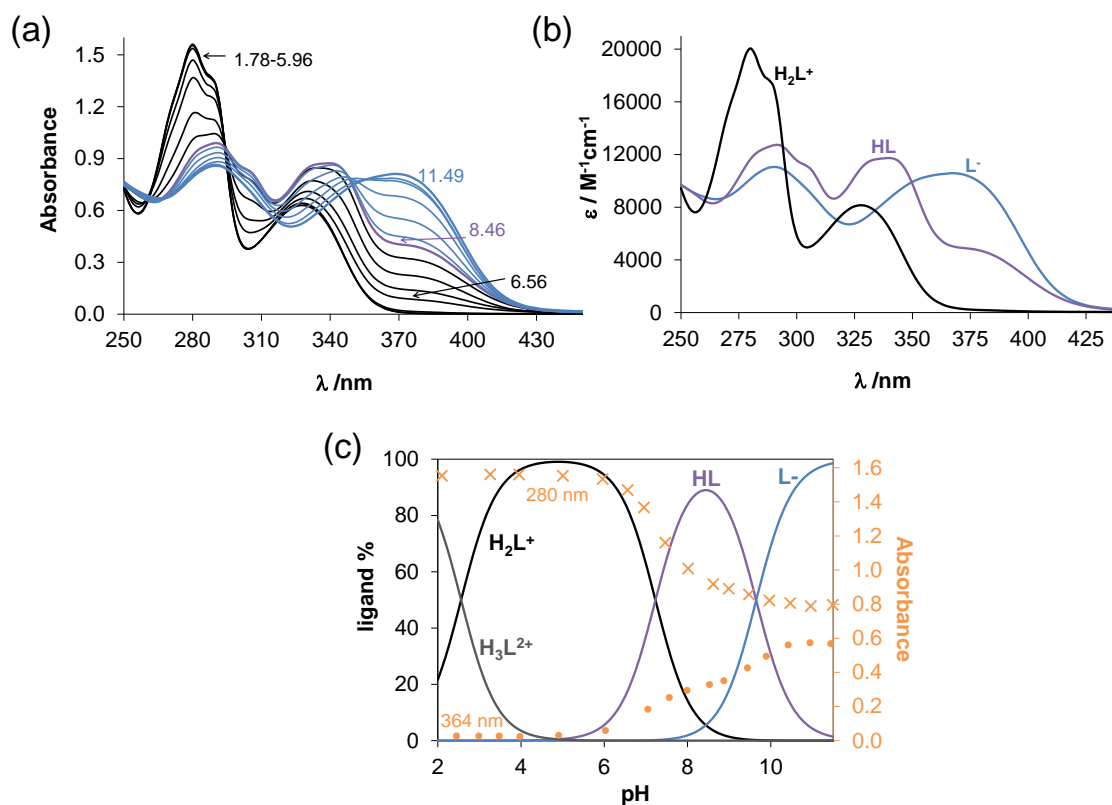 (a)
1.5
1.2
0.9
0.6
0.3
0.0
Absorbance
1.78-5.96
11.49
8.46
6.56
250 280 310 340 370 400 430
λ /nm
(b)
20000
16000
12000
8000
4000
0
ε / M⁻¹cm⁻¹
H₂L⁺
HL
L⁻
250 275 300 325 350 375 400 425
λ /nm
(c)
100
80
60
40
20
0
ligand %
280 nm
HL
L-
H₂L⁺
H₃L²⁺
364 nm
1.6
1.4
1.2
1.0
0.8
0.6
0.4
0.2
0.0
Absorbance
2 4 6 8 10
pH